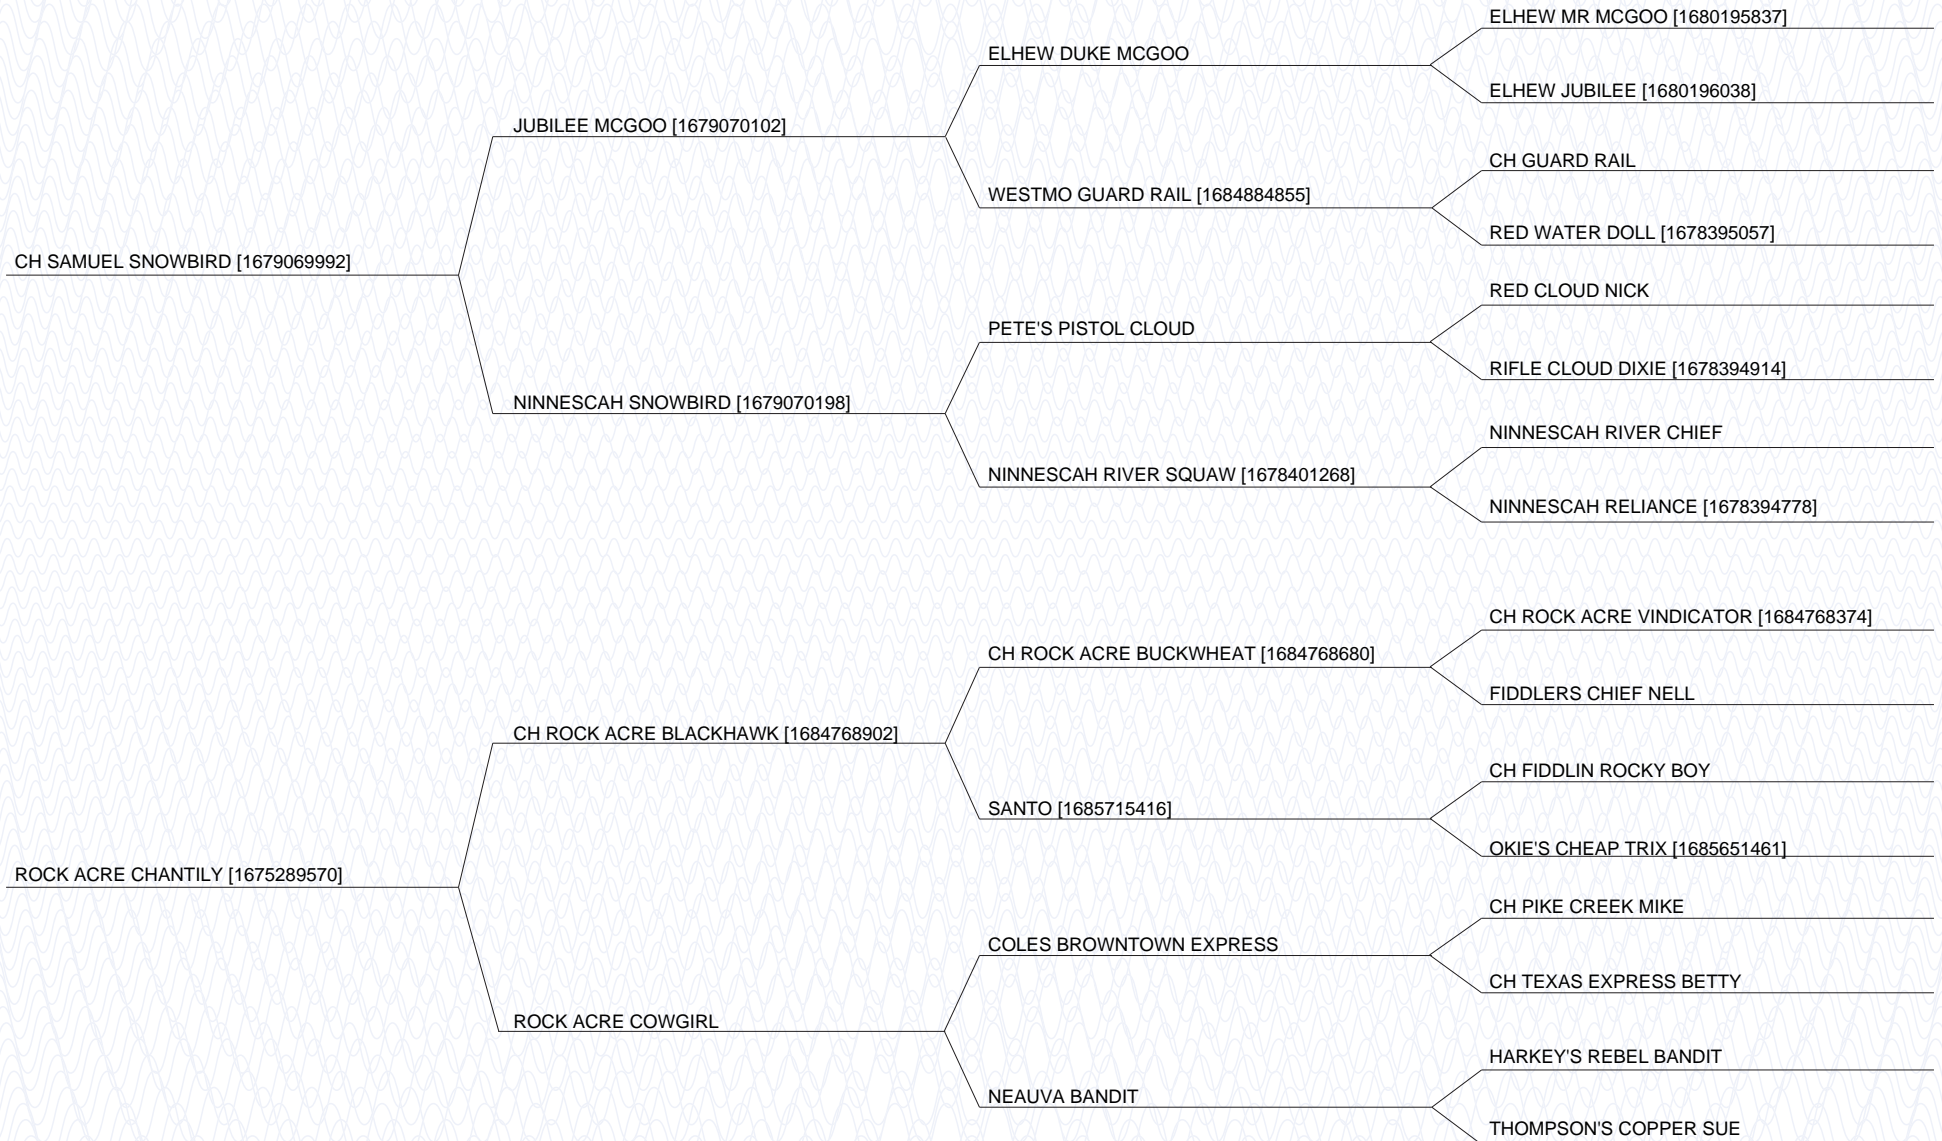 ELHEW MR MCGOO [1680195837]
ELHEW DUKE MCGOO
ELHEW JUBILEE [1680196038]
JUBILEE MCGOO [1679070102]
CH GUARD RAIL
WESTMO GUARD RAIL [1684884855]
RED WATER DOLL [1678395057]
CH SAMUEL SNOWBIRD [1679069992]
RED CLOUD NICK
PETE'S PISTOL CLOUD
RIFLE CLOUD DIXIE [1678394914]
NINNESCAH SNOWBIRD [1679070198]
NINNESCAH RIVER CHIEF
NINNESCAH RIVER SQUAW [1678401268]
NINNESCAH RELIANCE [1678394778]
CH ROCK ACRE VINDICATOR [1684768374]
CH ROCK ACRE BUCKWHEAT [1684768680]
FIDDLERS CHIEF NELL
CH ROCK ACRE BLACKHAWK [1684768902]
CH FIDDLIN ROCKY BOY
SANTO [1685715416]
OKIE'S CHEAP TRIX [1685651461]
ROCK ACRE CHANTILY [1675289570]
CH PIKE CREEK MIKE
COLES BROWNTOWN EXPRESS
CH TEXAS EXPRESS BETTY
ROCK ACRE COWGIRL
HARKEY'S REBEL BANDIT
NEAUVA BANDIT
THOMPSON'S COPPER SUE